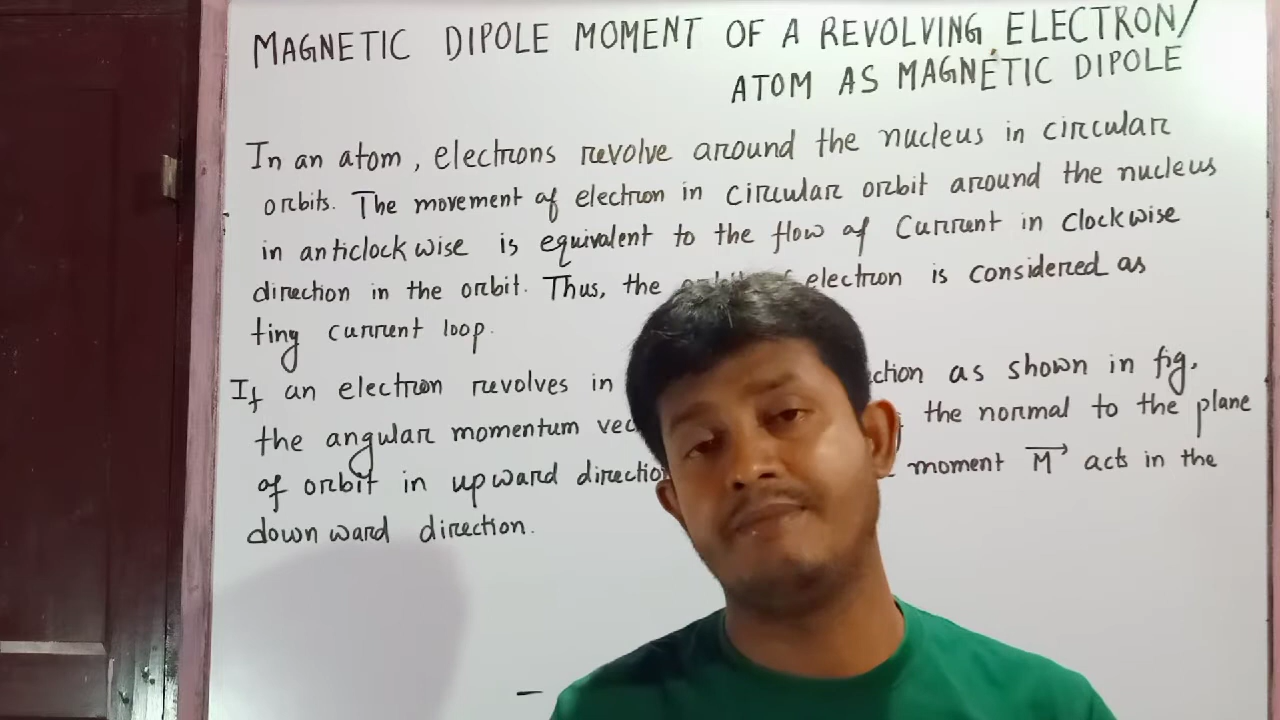 MAGNETIC DIPOLE MOMENT OF A REVOLVING ELECTRON/
ATOM AS MAGNETIC DIPOLE
In an atom, electrons revolve around the nucleus in circular
orbits. The movement of electron in circular orbit around the nucleus
in anticlockwise is equivalent to the flow of Current in clockwise
direction in the orbit. Thus, the electron is considered as
ting current loop.
If an electron revolves in ction as shown in fig.
the angular momentum vec the normal to the plane
of orbit in upward directio moment M⃗ acts in the
down ward direction.